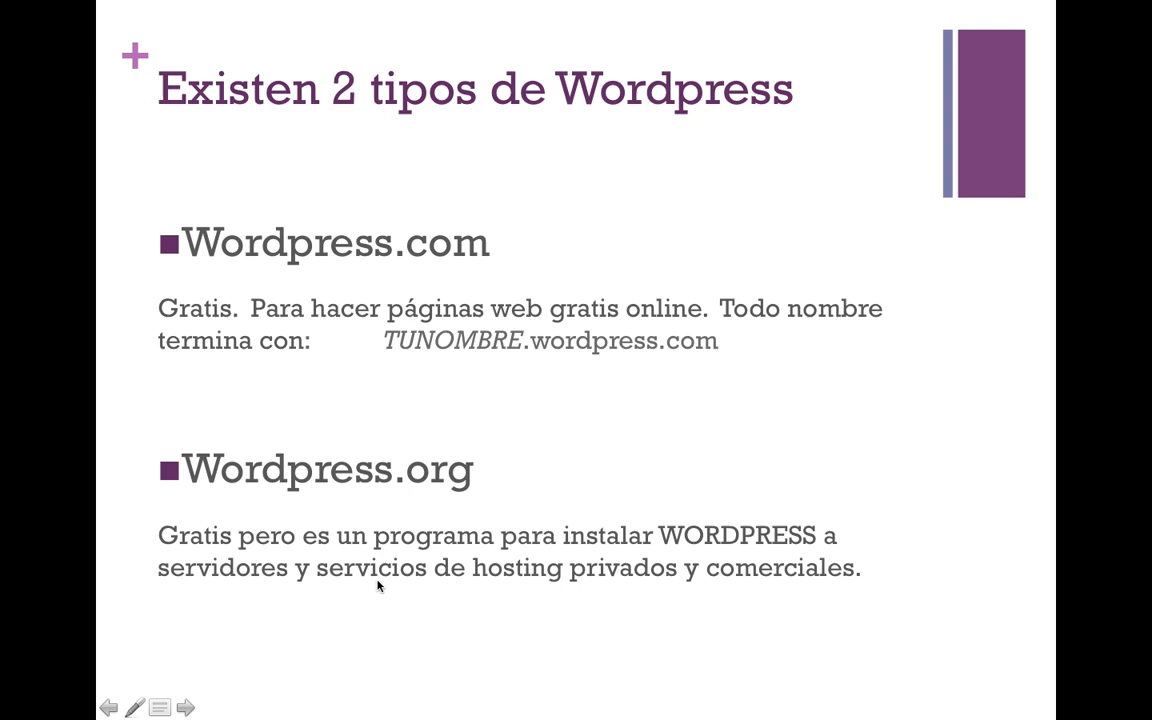 +
Existen 2 tipos de Wordpress
■Wordpress.com
Gratis.  Para hacer páginas web gratis online.  Todo nombre
termina con: TUNOMBRE.wordpress.com
■Wordpress.org
Gratis pero es un programa para instalar WORDPRESS a
servidores y servicios de hosting privados y comerciales.